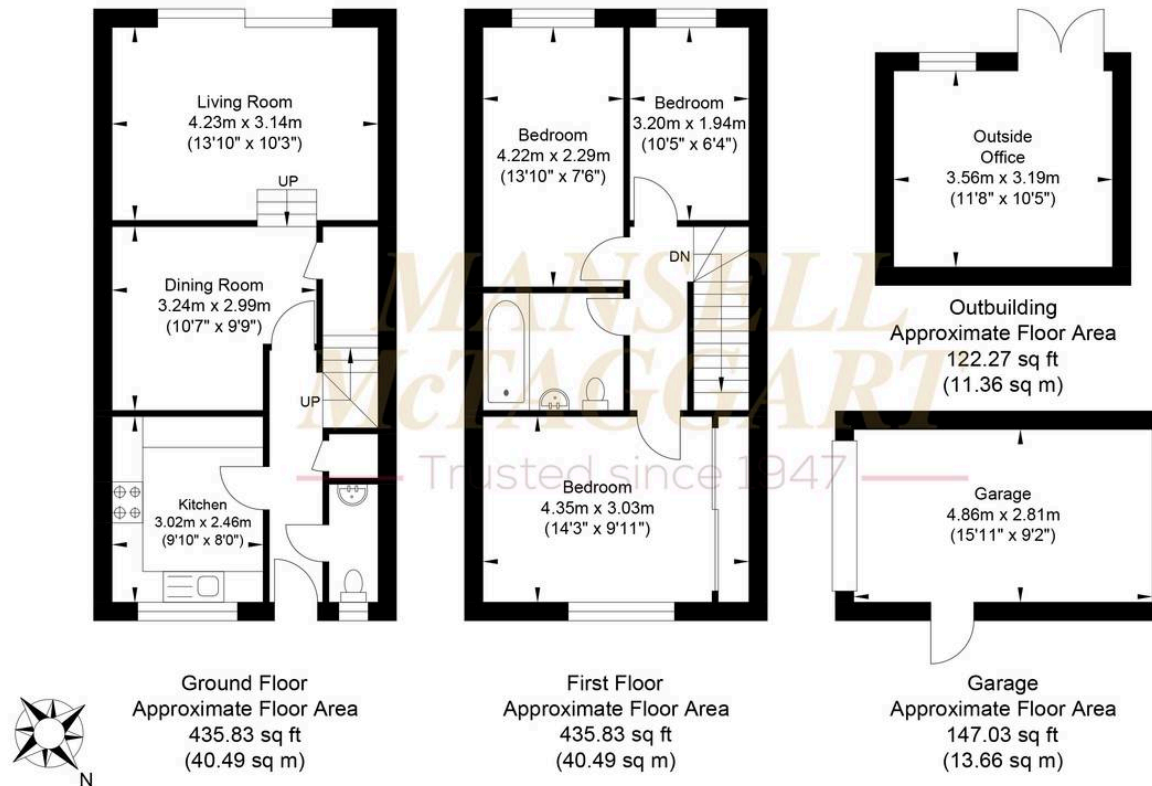 Living Room
4.23m x 3.14m
(13'10" x 10'3")
UP
Dining Room
3.24m x 2.99m
(10'7" x 9'9")
UP
Kitchen
3.02m x 2.46m
(9'10" x 8'0")
Ground Floor
Approximate Floor Area
435.83 sq ft
(40.49 sq m)
N
Bedroom
4.22m x 2.29m
(13'10" x 7'6")
Bedroom
3.20m x 1.94m
(10'5" x 6'4")
DN
Bedroom
4.35m x 3.03m
(14'3" x 9'11")
First Floor
Approximate Floor Area
435.83 sq ft
(40.49 sq m)
Outside
Office
3.56m x 3.19m
(11'8" x 10'5")
Outbuilding
Approximate Floor Area
122.27 sq ft
(11.36 sq m)
Garage
4.86m x 2.81m
(15'11" x 9'2")
Garage
Approximate Floor Area
147.03 sq ft
(13.66 sq m)
MANSELL
McTAGGART
Trusted since 1947